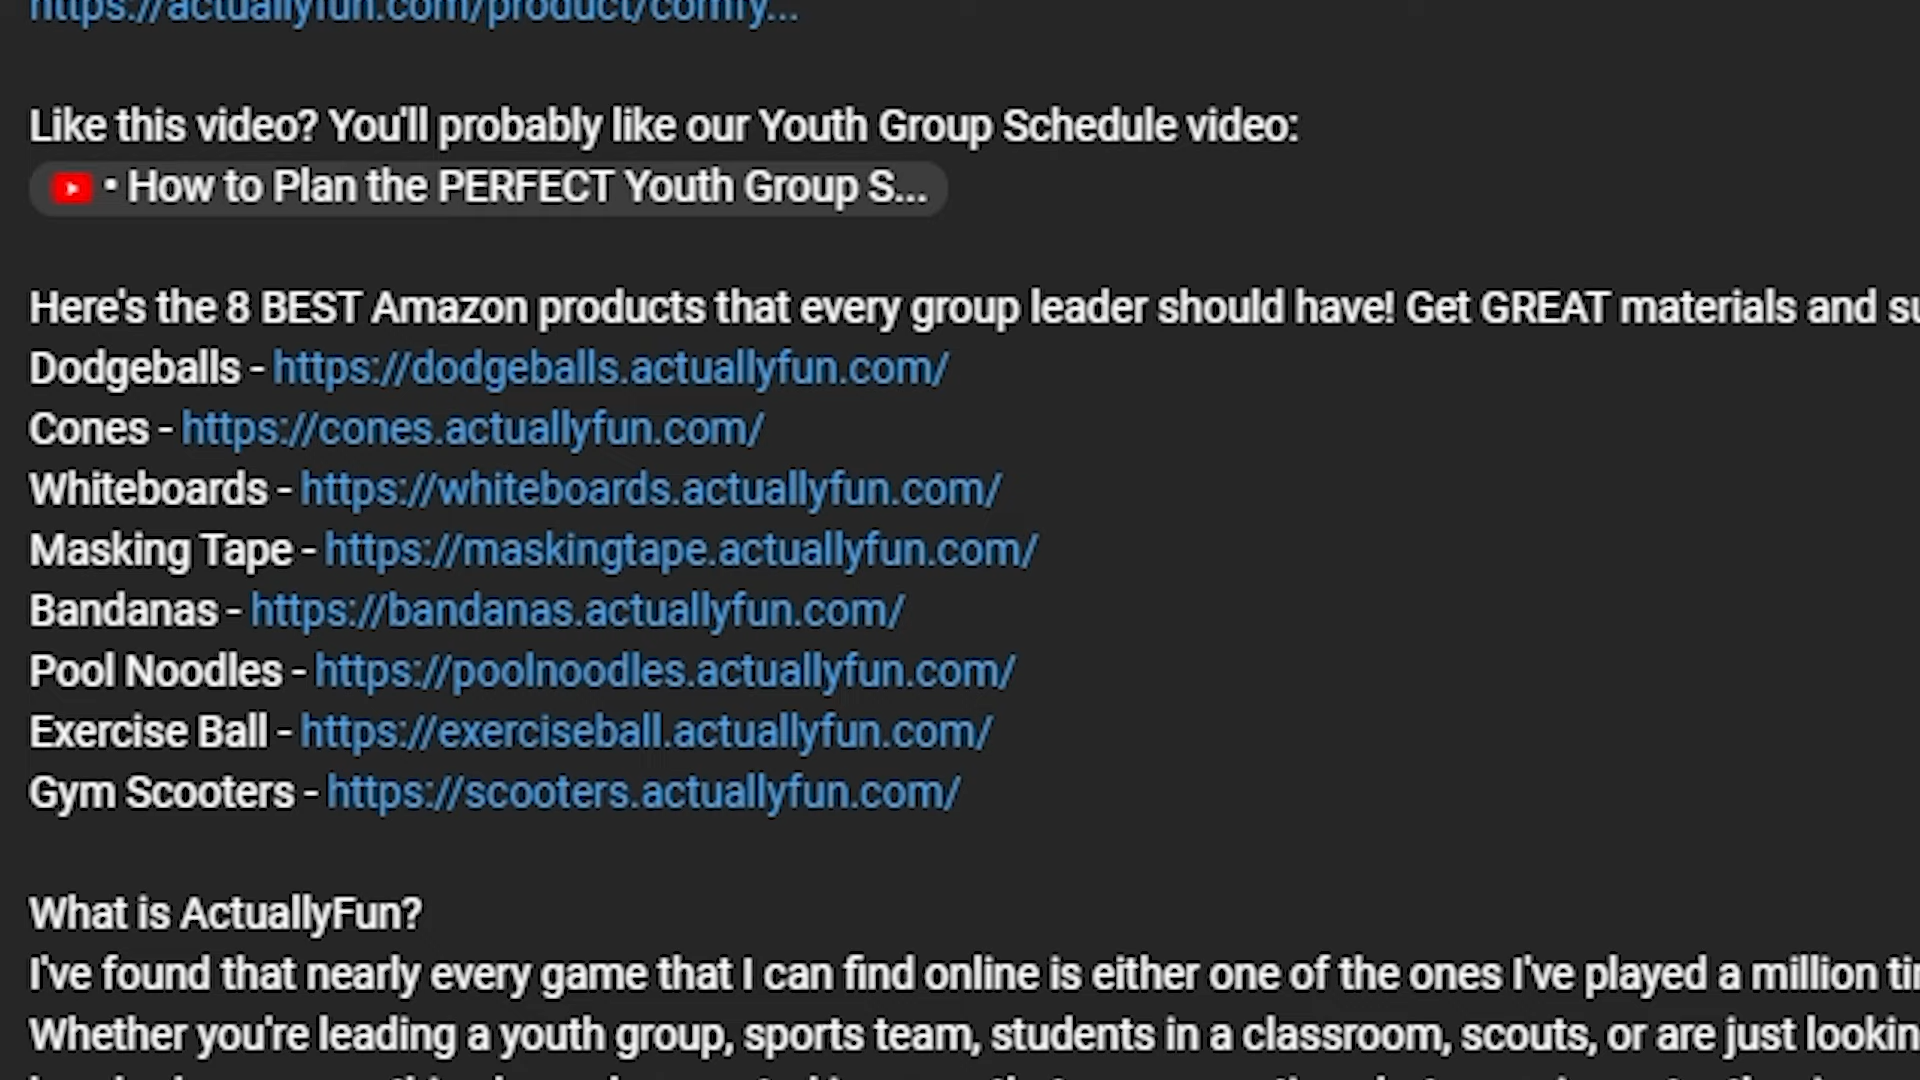 https://actuallyfun.com/product/comfy...
Like this video? You'll probably like our Youth Group Schedule video:
• How to Plan the PERFECT Youth Group S...
Here's the 8 BEST Amazon products that every group leader should have! Get GREAT materials and
Dodgeballs - https://dodgeballs.actuallyfun.com/
Cones - https://cones.actuallyfun.com/
Whiteboards - https://whiteboards.actuallyfun.com/
Masking Tape - https://maskingtape.actuallyfun.com/
Bandanas - https://bandanas.actuallyfun.com/
Pool Noodles - https://poolnoodles.actuallyfun.com/
Exercise Ball - https://exerciseball.actuallyfun.com/
Gym Scooters - https://scooters.actuallyfun.com/
What is ActuallyFun?
I've found that nearly every game that I can find online is either one of the ones I've played a million
Whether you're leading a youth group, sports team, students in a classroom, scouts, or are just